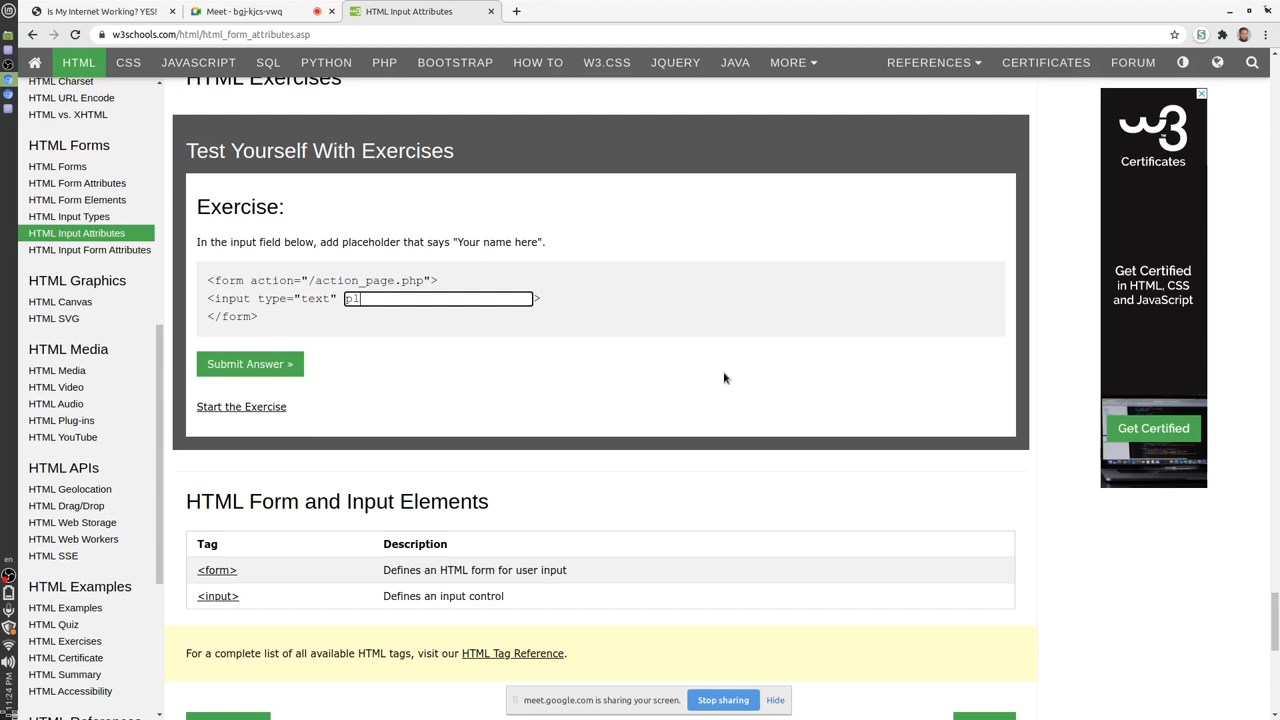 Is My Internet Working? YES!
Meet - bgj-kjcs-vwq
HTML Input Attributes
w3schools.com/html/html_form_attributes.asp
HTML CSS JAVASCRIPT SQL PYTHON PHP BOOTSTRAP HOW TO W3.CSS JQUERY JAVA MORE REFERENCES CERTIFICATES FORUM
HTML Charset
HTML URL Encode
HTML vs. XHTML
HTML Forms
HTML Forms
HTML Form Attributes
HTML Form Elements
HTML Input Types
HTML Input Attributes
HTML Input Form Attributes
HTML Graphics
HTML Canvas
HTML SVG
HTML Media
HTML Media
HTML Video
HTML Audio
HTML Plug-ins
HTML YouTube
HTML APIs
HTML Geolocation
HTML Drag/Drop
HTML Web Storage
HTML Web Workers
HTML SSE
HTML Examples
HTML Examples
HTML Quiz
HTML Exercises
HTML Certificate
HTML Summary
HTML Accessibility
HTML References
HTML Exercises
Test Yourself With Exercises
Exercise:
In the input field below, add placeholder that says "Your name here".
<form action="/action_page.php">
<input type="text" pl>
</form>
Submit Answer »
Start the Exercise
HTML Form and Input Elements
Tag Description
<form> Defines an HTML form for user input
<input> Defines an input control
For a complete list of all available HTML tags, visit our HTML Tag Reference.
w3
Certificates
Get Certified
in HTML, CSS
and JavaScript
Get Certified
meet.google.com is sharing your screen. Stop sharing Hide
en
11:24 PM